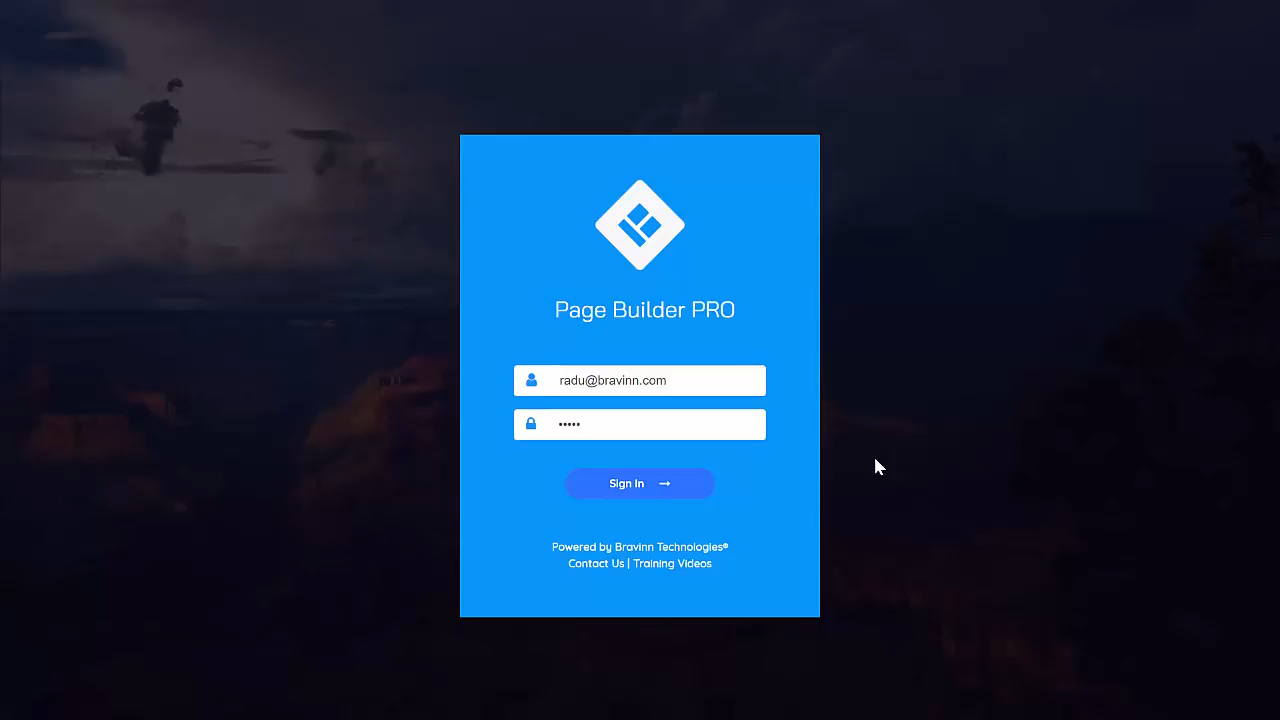 Page Builder PRO
radu@bravinn.com
•••••
Sign In →
Powered by Bravinn Technologies®
Contact Us | Training Videos